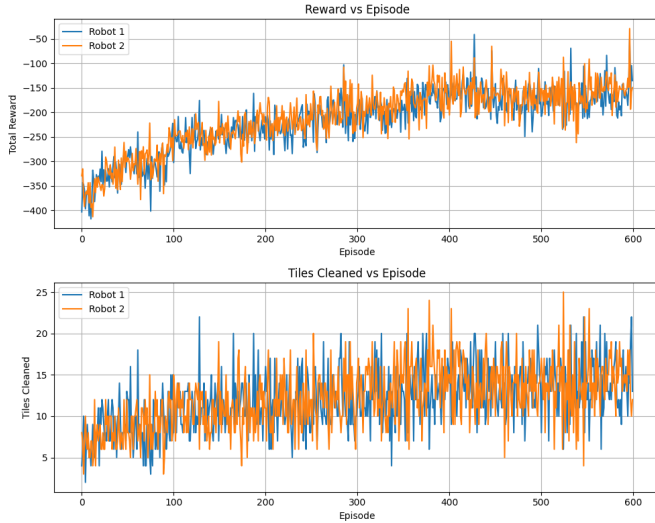 Reward vs Episode
Robot 1
Robot 2
−50
−100
−150
−200
−250
−300
−350
−400
Total Reward
0 100 200 300 400 500 600
Episode
Tiles Cleaned vs Episode
Robot 1
Robot 2
25
20
15
10
5
Tiles Cleaned
0 100 200 300 400 500 600
Episode